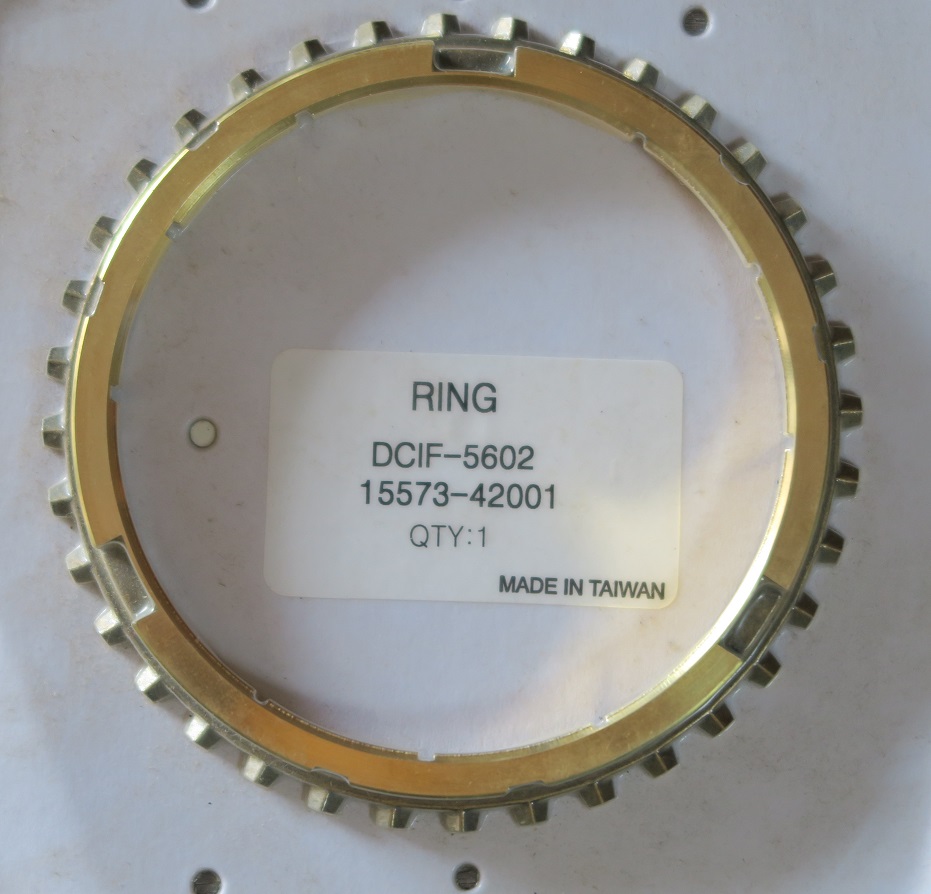 RING
DCIF-5602
15573-42001
QTY:1
MADE IN TAIWAN